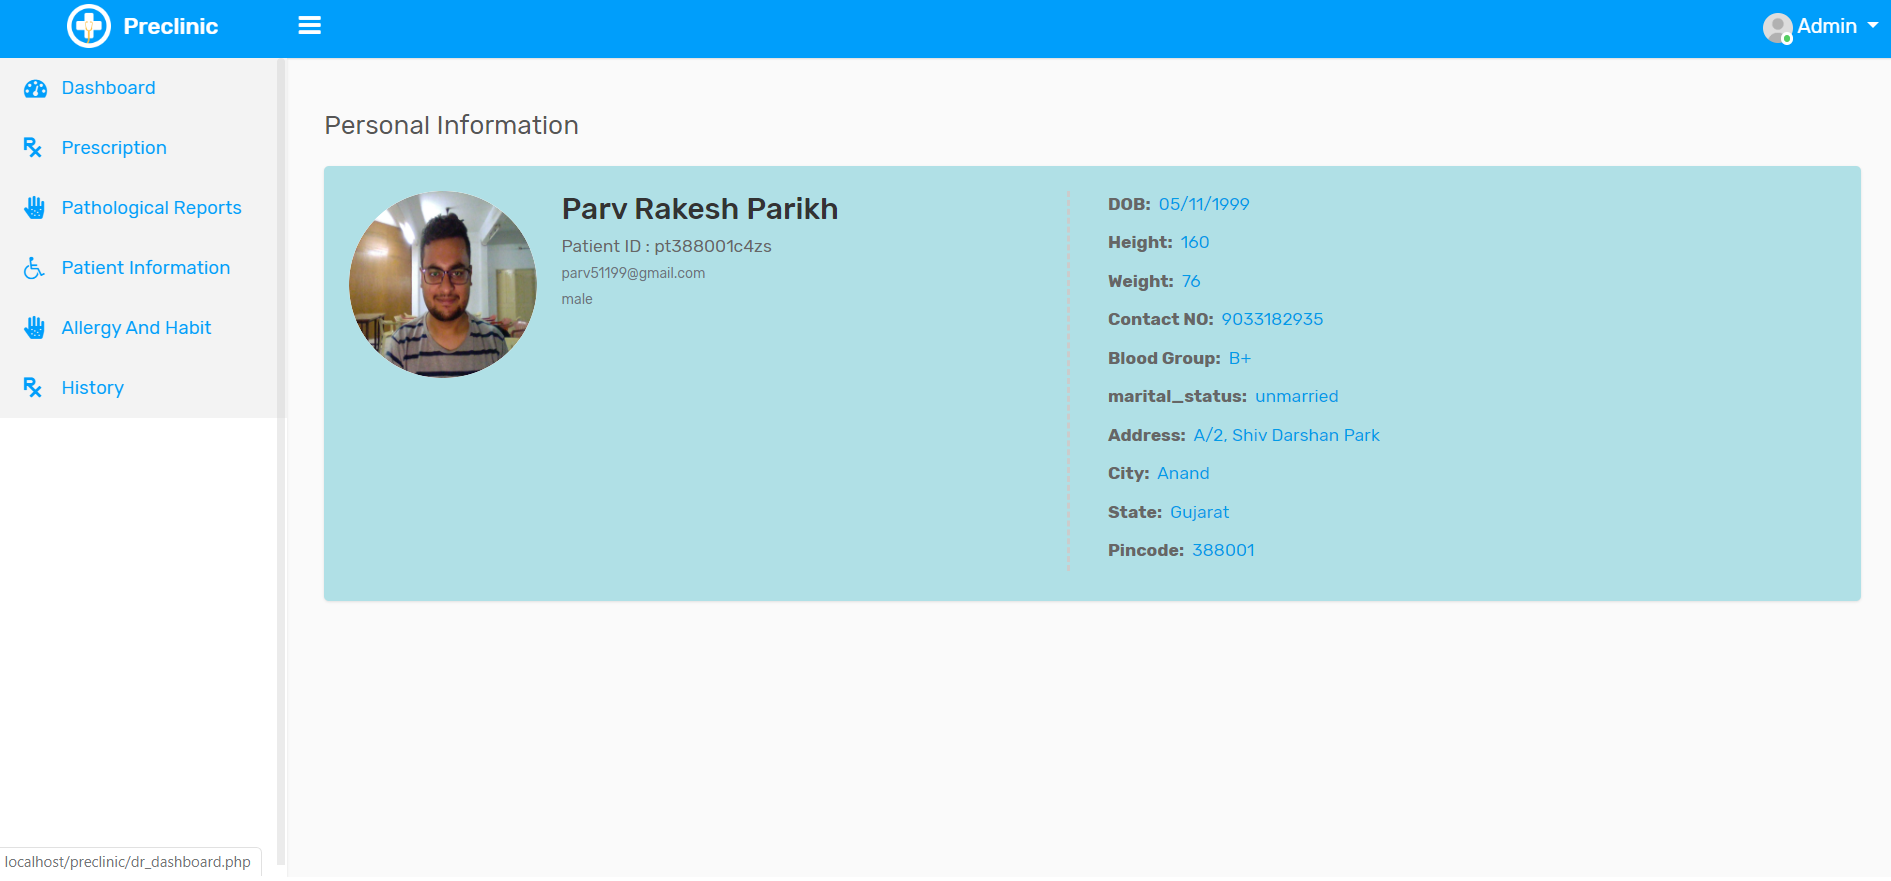 Preclinic
Admin
Dashboard
Prescription
Pathological Reports
Patient Information
Allergy And Habit
History
Personal Information
Parv Rakesh Parikh
Patient ID : pt388001c4zs
parv51199@gmail.com
male
DOB: 05/11/1999
Height: 160
Weight: 76
Contact NO: 9033182935
Blood Group: B+
marital_status: unmarried
Address: A/2, Shiv Darshan Park
City: Anand
State: Gujarat
Pincode: 388001
localhost/preclinic/dr_dashboard.php